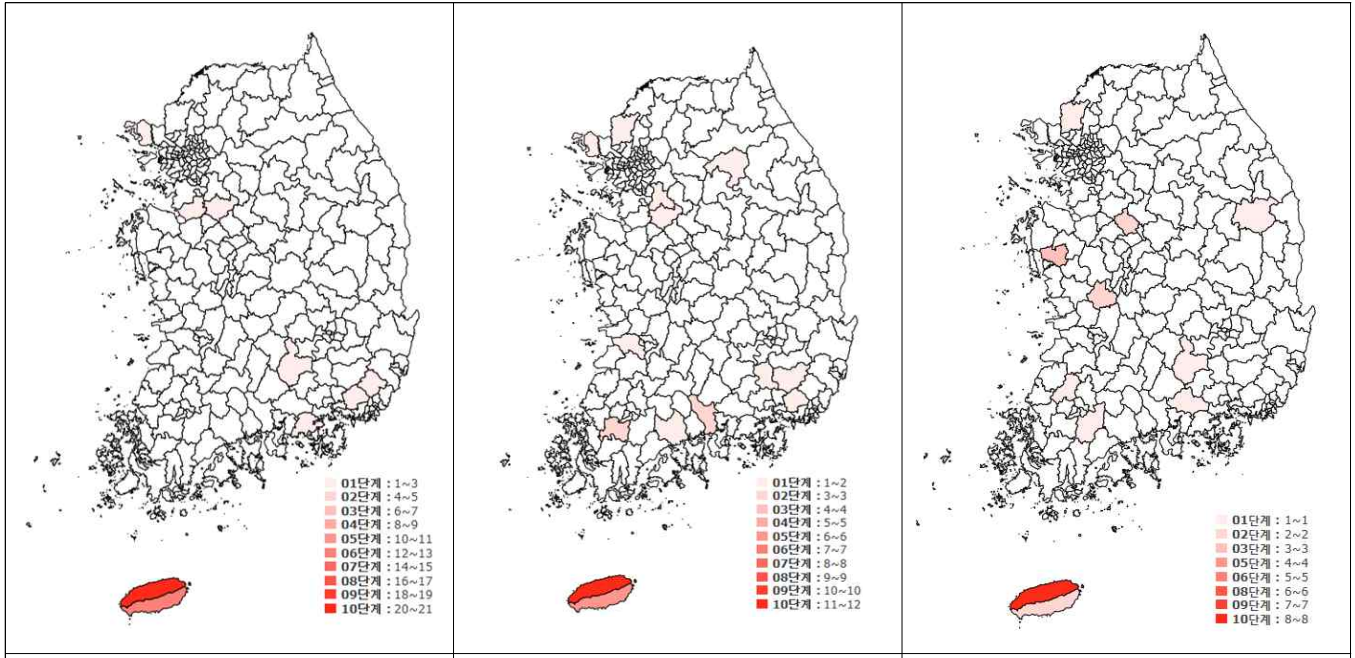 01단계 : 1~3
02단계 : 4~5
03단계 : 6~7
04단계 : 8~9
05단계 : 10~11
06단계 : 12~13
07단계 : 14~15
08단계 : 16~17
09단계 : 18~19
10단계 : 20~21
01단계 : 1~2
02단계 : 3~3
03단계 : 4~4
04단계 : 5~5
05단계 : 6~6
06단계 : 7~7
07단계 : 8~8
08단계 : 9~9
09단계 : 10~10
10단계 : 11~12
01단계 : 1~1
02단계 : 2~2
03단계 : 3~3
05단계 : 4~4
06단계 : 5~5
08단계 : 6~6
09단계 : 7~7
10단계 : 8~8